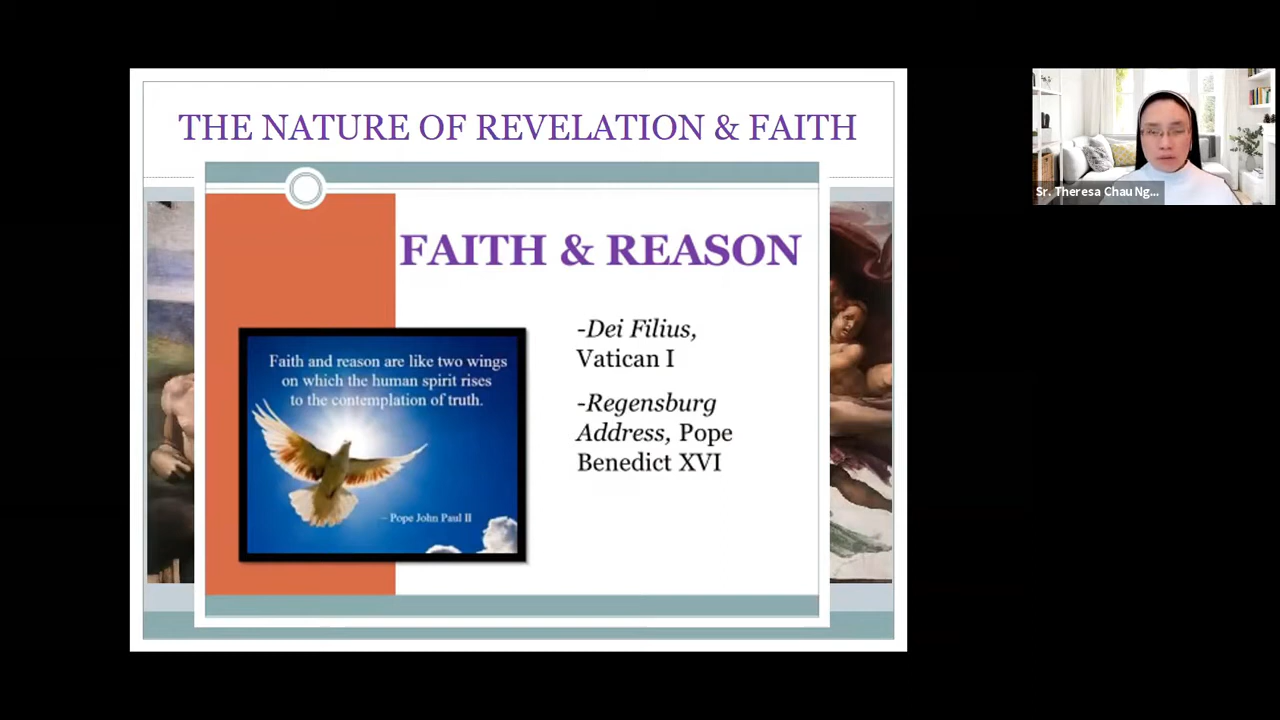 THE NATURE OF REVELATION & FAITH
FAITH & REASON
-Dei Filius,
Vatican I
-Regensburg
Address, Pope
Benedict XVI
Faith and reason are like two wings
on which the human spirit rises
to the contemplation of truth.
– Pope John Paul II
Sr. Theresa Chau Ng...